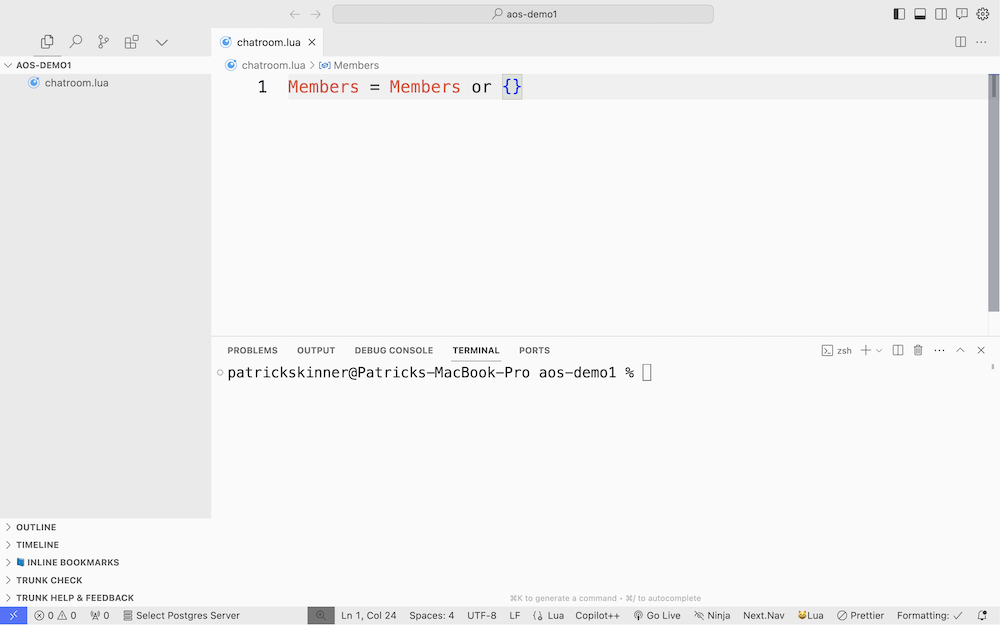 aos-demo1
chatroom.lua
AOS-DEMO1
chatroom.lua
chatroom.lua > Members
1 Members = Members or {}
PROBLEMS OUTPUT DEBUG CONSOLE TERMINAL PORTS zsh
patrickskinner@Patricks-MacBook-Pro aos-demo1 %
OUTLINE
TIMELINE
INLINE BOOKMARKS
TRUNK CHECK
TRUNK HELP & FEEDBACK
⌘K to generate a command • ⌘/ to autocomplete
0 0 0 Select Postgres Server Ln 1, Col 24 Spaces: 4 UTF-8 LF Lua Copilot++ Go Live Ninja Next.Nav Lua Prettier Formatting: ✓